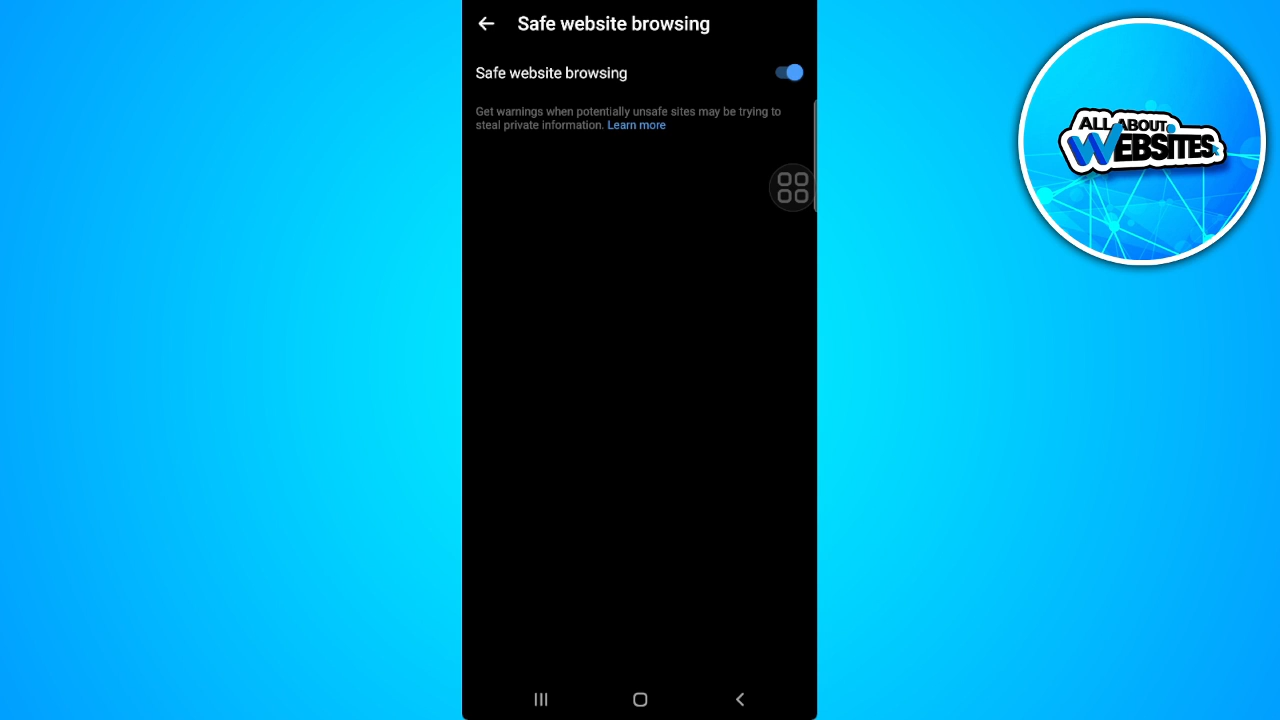 Safe website browsing
Safe website browsing
Get warnings when potentially unsafe sites may be trying to
steal private information. Learn more
ALL ABOUT
WEBSITES